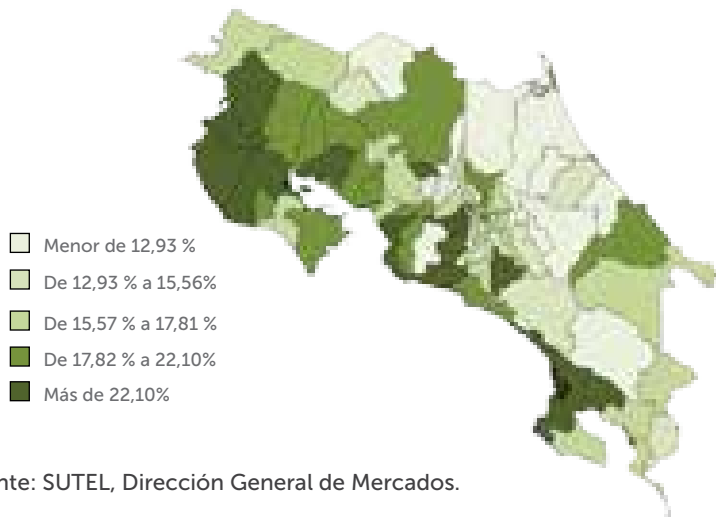 Menor de 12,93 %
De 12,93 % a 15,56%
De 15,57 % a 17,81 %
De 17,82 % a 22,10%
Más de 22,10%
nte: SUTEL, Dirección General de Mercados.